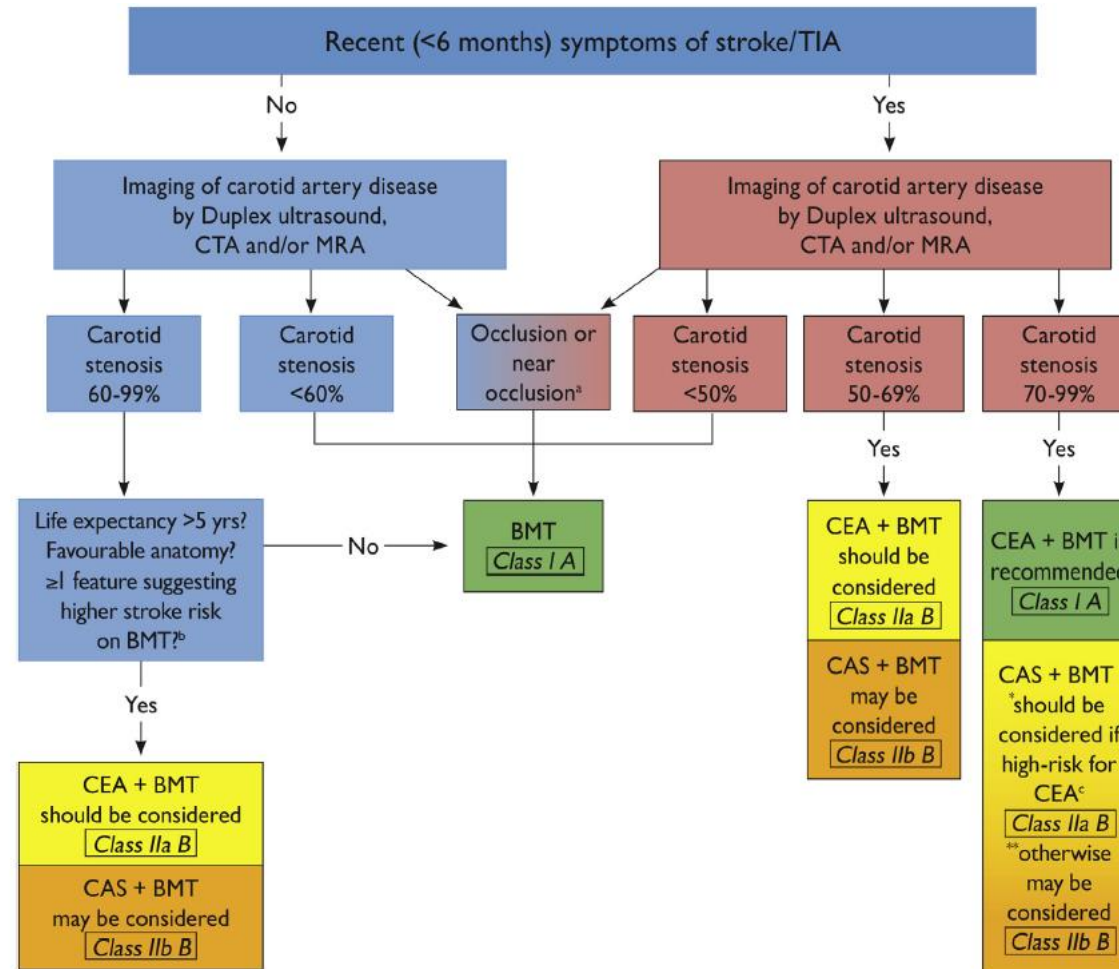 Recent (<6 months) symptoms of stroke/TIA
No
Yes
Imaging of carotid artery disease
by Duplex ultrasound,
CTA and/or MRA
Imaging of carotid artery disease
by Duplex ultrasound,
CTA and/or MRA
Carotid
stenosis
60-99%
Carotid
stenosis
<60%
Occlusion or
near
occlusionᵃ
Carotid
stenosis
<50%
Carotid
stenosis
50-69%
Carotid
stenosis
70-99%
Yes
Yes
Life expectancy >5 yrs?
Favourable anatomy?
≥1 feature suggesting
higher stroke risk
on BMT?ᵇ
No
BMT
Class I A
CEA + BMT
should be
considered
Class IIa B
CAS + BMT
may be
considered
Class IIb B
CEA + BMT i
recommended
Class I A
CAS + BMT
*should be
considered if
high-risk for
CEAᶜ
Class IIa B
**otherwise
may be
considered
Class IIb B
Yes
CEA + BMT
should be considered
Class IIa B
CAS + BMT
may be considered
Class IIb B